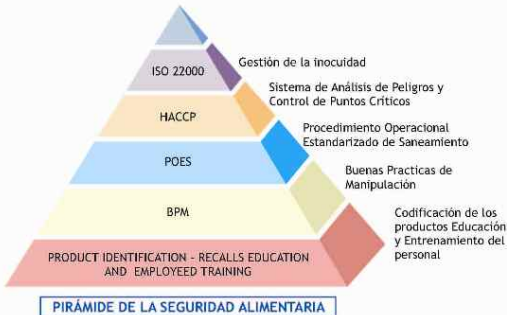 ISO 22000
Gestión de la inocuidad
HACCP
Sistema de Análisis de Peligros y
Control de Puntos Críticos
POES
Procedimiento Operacional
Estandarizado de Saneamiento
BPM
Buenas Practicas de
Manipulación
PRODUCT IDENTIFICATION - RECALLS EDUCATION
AND EMPLOYEED TRAINING
Codificación de los
productos Educación
y Entrenamiento del
personal
PIRÁMIDE DE LA SEGURIDAD ALIMENTARIA